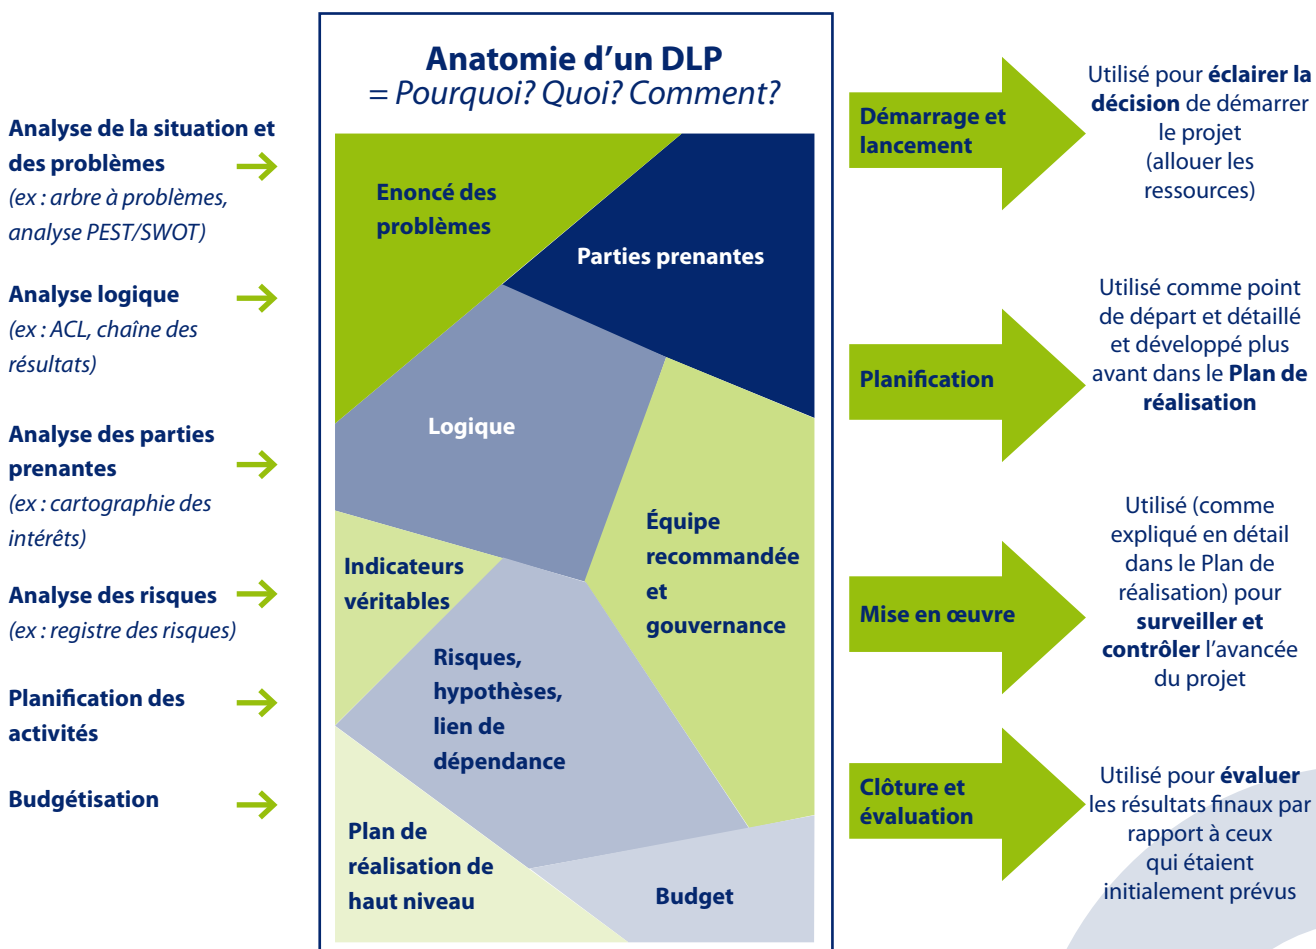 Anatomie d’un DLP
= Pourquoi? Quoi? Comment?
Analyse de la situation et
des problèmes
(ex : arbre à problèmes,
analyse PEST/SWOT)
Analyse logique
(ex : ACL, chaîne des
résultats)
Analyse des parties
prenantes
(ex : cartographie des
intérêts)
Analyse des risques
(ex : registre des risques)
Planification des
activités
Budgétisation
Enoncé des
problèmes
Parties prenantes
Logique
Équipe
recommandée
et
gouvernance
Indicateurs
véritables
Risques,
hypothèses,
lien de
dépendance
Plan de
réalisation de
haut niveau
Budget
Démarrage et
lancement
Utilisé pour éclairer la
décision de démarrer
le projet
(allouer les
ressources)
Planification
Utilisé comme point
de départ et détaillé
et développé plus
avant dans le Plan de
réalisation
Mise en œuvre
Utilisé (comme
expliqué en détail
dans le Plan de
réalisation) pour
surveiller et
contrôler l’avancée
du projet
Clôture et
évaluation
Utilisé pour évaluer
les résultats finaux par
rapport à ceux
qui étaient
initialement prévus